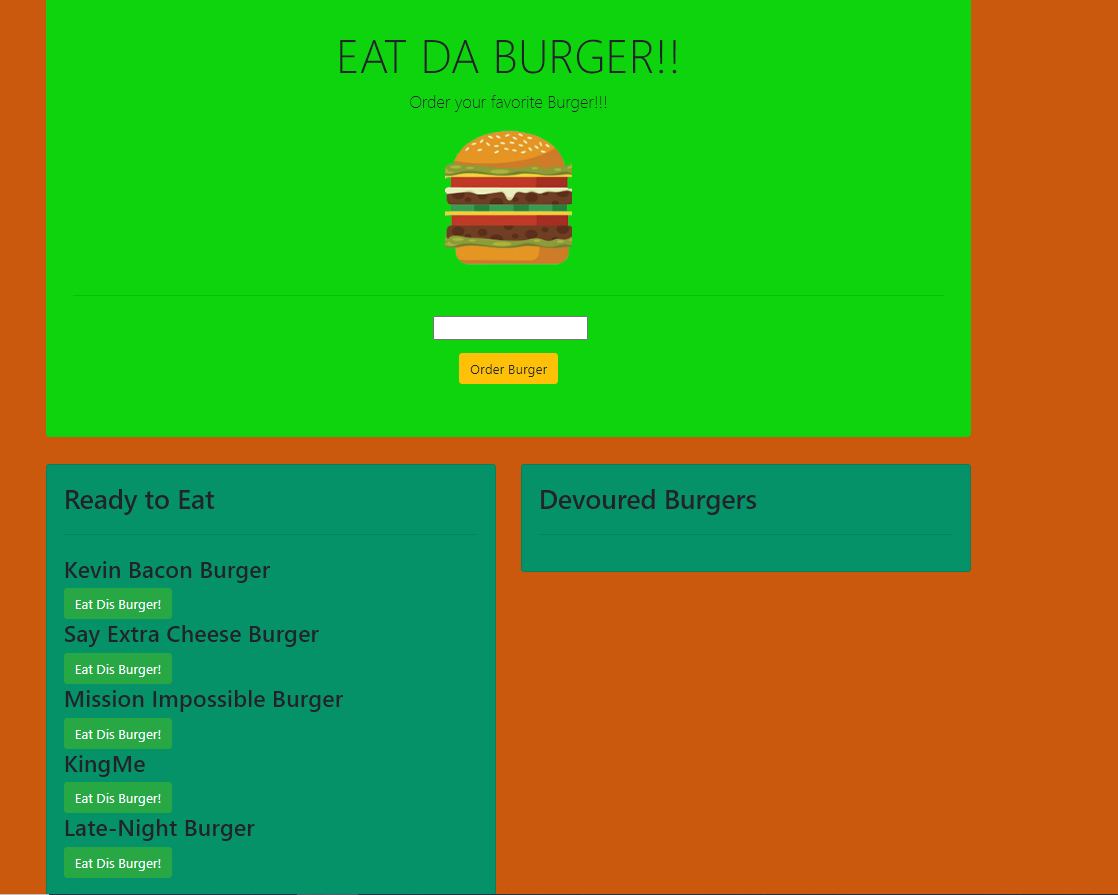 EAT DA BURGER!!
Order your favorite Burger!!!
Order Burger
Ready to Eat
Kevin Bacon Burger
Eat Dis Burger!
Say Extra Cheese Burger
Eat Dis Burger!
Mission Impossible Burger
Eat Dis Burger!
KingMe
Eat Dis Burger!
Late-Night Burger
Eat Dis Burger!
Devoured Burgers